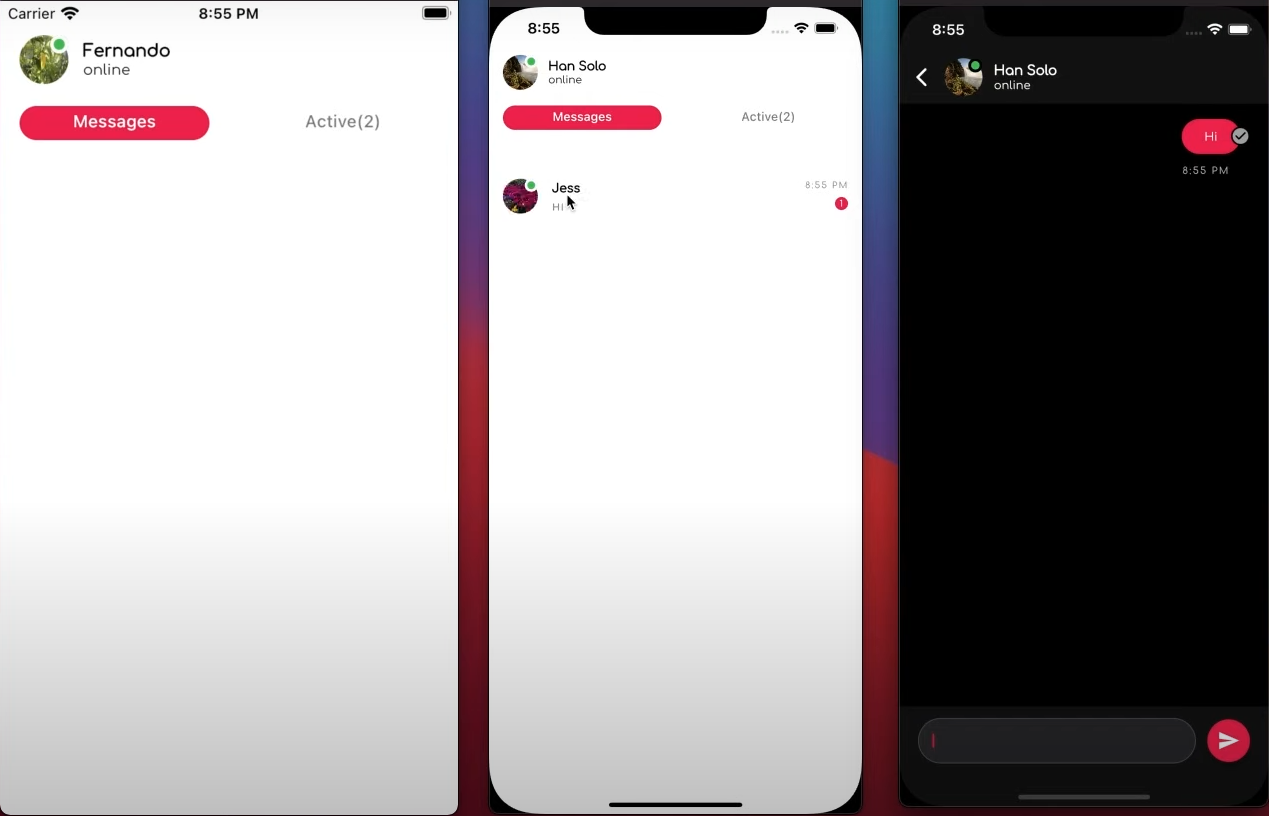 Carrier 8:55 PM
Fernando
online
Messages Active(2)
8:55
Han Solo
online
Messages Active(2)
Jess 8:55 PM
HI 1
8:55
Han Solo
online
Hi
8:55 PM